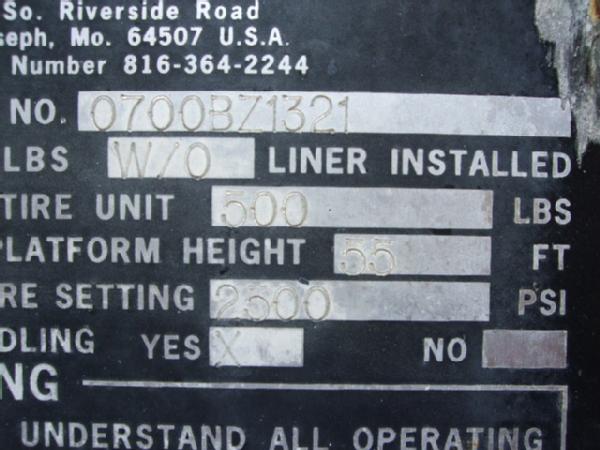 So. Riverside Road
seph, Mo. 64507 U.S.A.
Number 816-364-2244
NO. 0700BZ1321
LBS W/O LINER INSTALLED
TIRE UNIT 500 LBS
PLATFORM HEIGHT 55 FT
RE SETTING 2500 PSI
DLING YES X NO
NG
UNDERSTAND ALL OPERATING